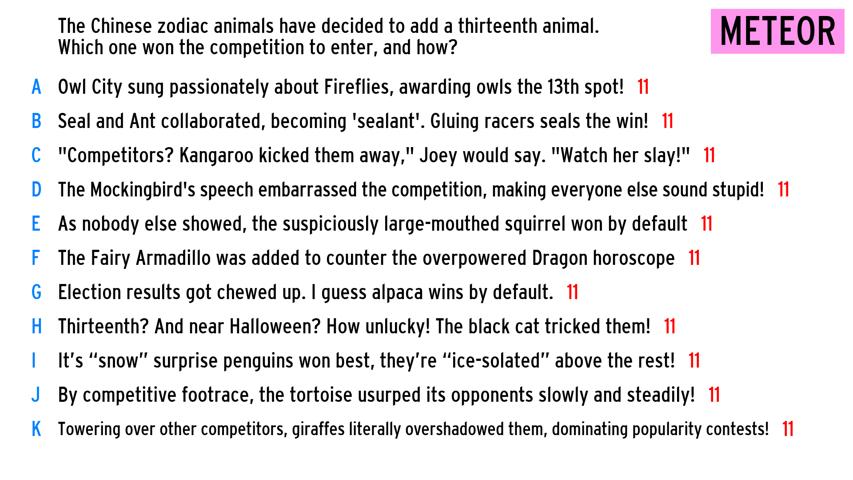 The Chinese zodiac animals have decided to add a thirteenth animal.
Which one won the competition to enter, and how?
METEOR
A Owl City sung passionately about Fireflies, awarding owls the 13th spot! 11
B Seal and Ant collaborated, becoming 'sealant'. Gluing racers seals the win! 11
C "Competitors? Kangaroo kicked them away," Joey would say. "Watch her slay!" 11
D The Mockingbird's speech embarrassed the competition, making everyone else sound stupid! 11
E As nobody else showed, the suspiciously large-mouthed squirrel won by default 11
F The Fairy Armadillo was added to counter the overpowered Dragon horoscope 11
G Election results got chewed up. I guess alpaca wins by default. 11
H Thirteenth? And near Halloween? How unlucky! The black cat tricked them! 11
I It’s “snow” surprise penguins won best, they’re “ice-solated” above the rest! 11
J By competitive footrace, the tortoise usurped its opponents slowly and steadily! 11
K Towering over other competitors, giraffes literally overshadowed them, dominating popularity contests! 11